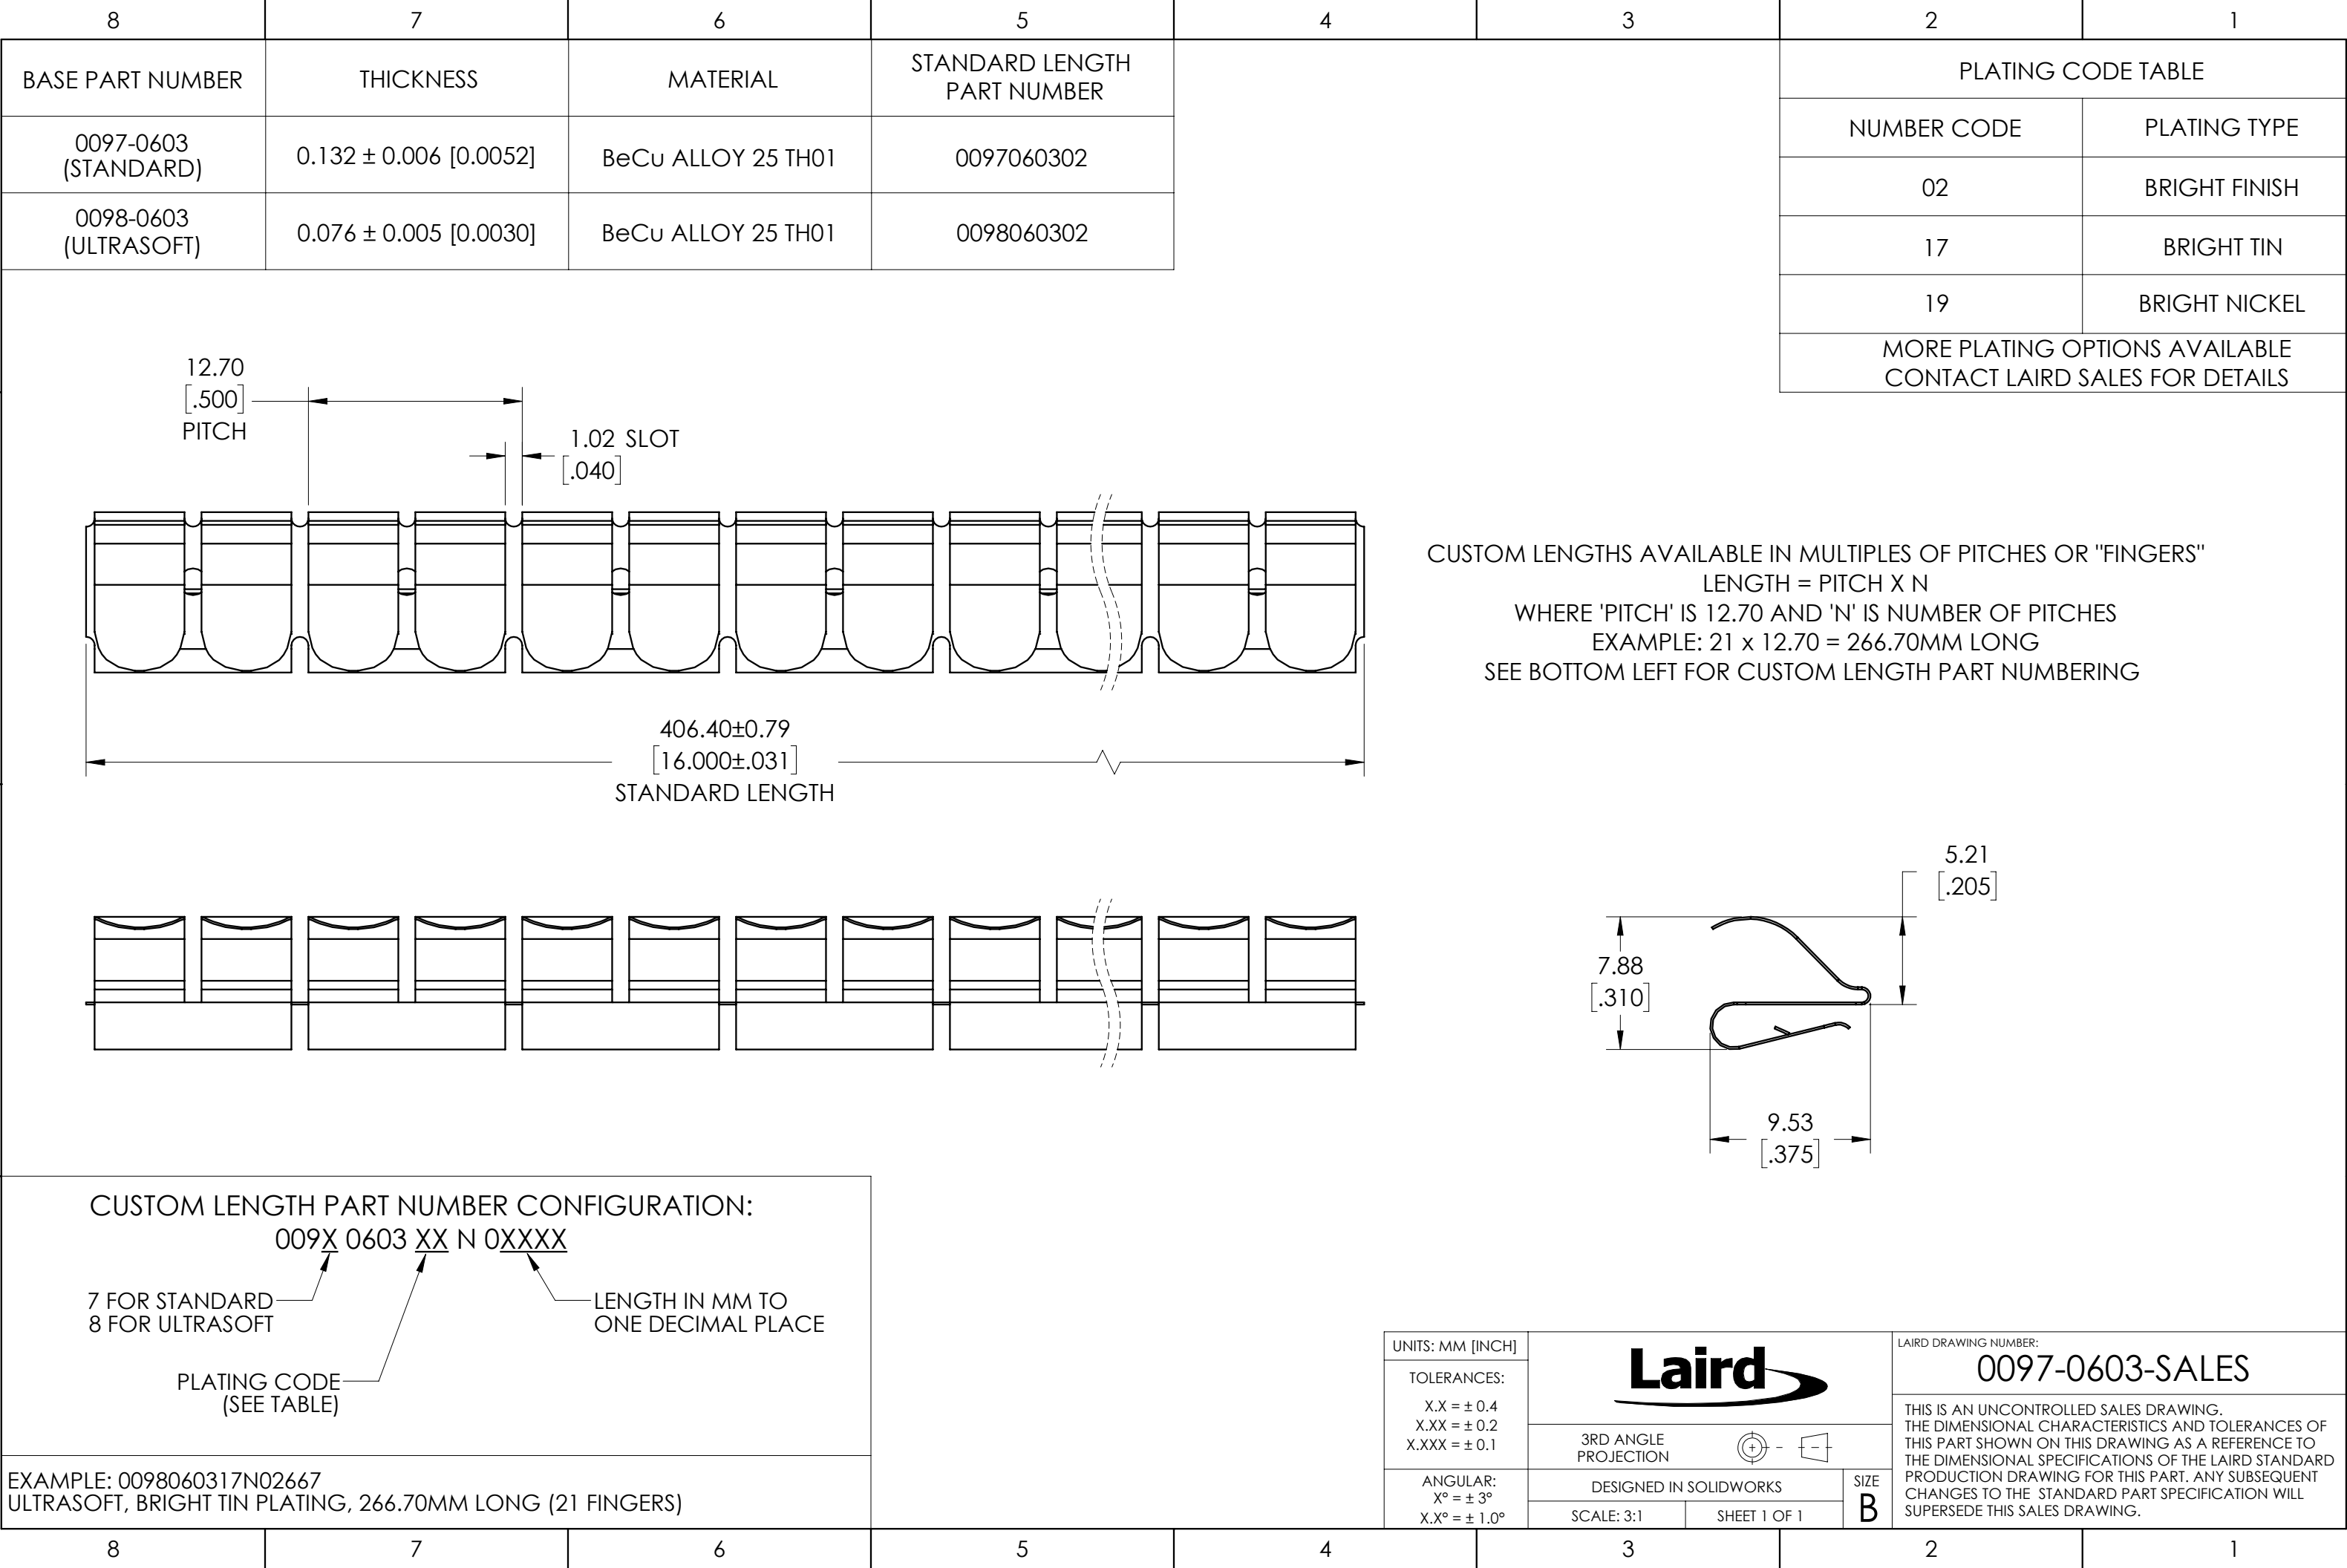 8 7 6 5 4 3 2 1
BASE PART NUMBER THICKNESS MATERIAL STANDARD LENGTH
PART NUMBER
0097-0603
(STANDARD) 0.132 ± 0.006 [0.0052] BeCu ALLOY 25 TH01 0097060302
0098-0603
(ULTRASOFT) 0.076 ± 0.005 [0.0030] BeCu ALLOY 25 TH01 0098060302
PLATING CODE TABLE
NUMBER CODE PLATING TYPE
02 BRIGHT FINISH
17 BRIGHT TIN
19 BRIGHT NICKEL
MORE PLATING OPTIONS AVAILABLE
CONTACT LAIRD SALES FOR DETAILS
12.70
[.500]
PITCH
1.02 SLOT
[.040]
CUSTOM LENGTHS AVAILABLE IN MULTIPLES OF PITCHES OR "FINGERS"
LENGTH = PITCH X N
WHERE 'PITCH' IS 12.70 AND 'N' IS NUMBER OF PITCHES
EXAMPLE: 21 x 12.70 = 266.70MM LONG
SEE BOTTOM LEFT FOR CUSTOM LENGTH PART NUMBERING
406.40±0.79
[16.000±.031]
STANDARD LENGTH
5.21
[.205]
7.88
[.310]
9.53
[.375]
CUSTOM LENGTH PART NUMBER CONFIGURATION:
009X 0603 XX N 0XXXX
7 FOR STANDARD
8 FOR ULTRASOFT
LENGTH IN MM TO
ONE DECIMAL PLACE
PLATING CODE
(SEE TABLE)
EXAMPLE: 0098060317N02667
ULTRASOFT, BRIGHT TIN PLATING, 266.70MM LONG (21 FINGERS)
UNITS: MM [INCH]
TOLERANCES:
X.X = ± 0.4
X.XX = ± 0.2
X.XXX = ± 0.1
ANGULAR:
X° = ± 3°
X.X° = ± 1.0°
Laird
3RD ANGLE
PROJECTION
DESIGNED IN SOLIDWORKS
SCALE: 3:1 SHEET 1 OF 1
SIZE
B
LAIRD DRAWING NUMBER:
0097-0603-SALES
THIS IS AN UNCONTROLLED SALES DRAWING.
THE DIMENSIONAL CHARACTERISTICS AND TOLERANCES OF
THIS PART SHOWN ON THIS DRAWING AS A REFERENCE TO
THE DIMENSIONAL SPECIFICATIONS OF THE LAIRD STANDARD
PRODUCTION DRAWING FOR THIS PART. ANY SUBSEQUENT
CHANGES TO THE STANDARD PART SPECIFICATION WILL
SUPERSEDE THIS SALES DRAWING.
8 7 6 5 4 3 2 1